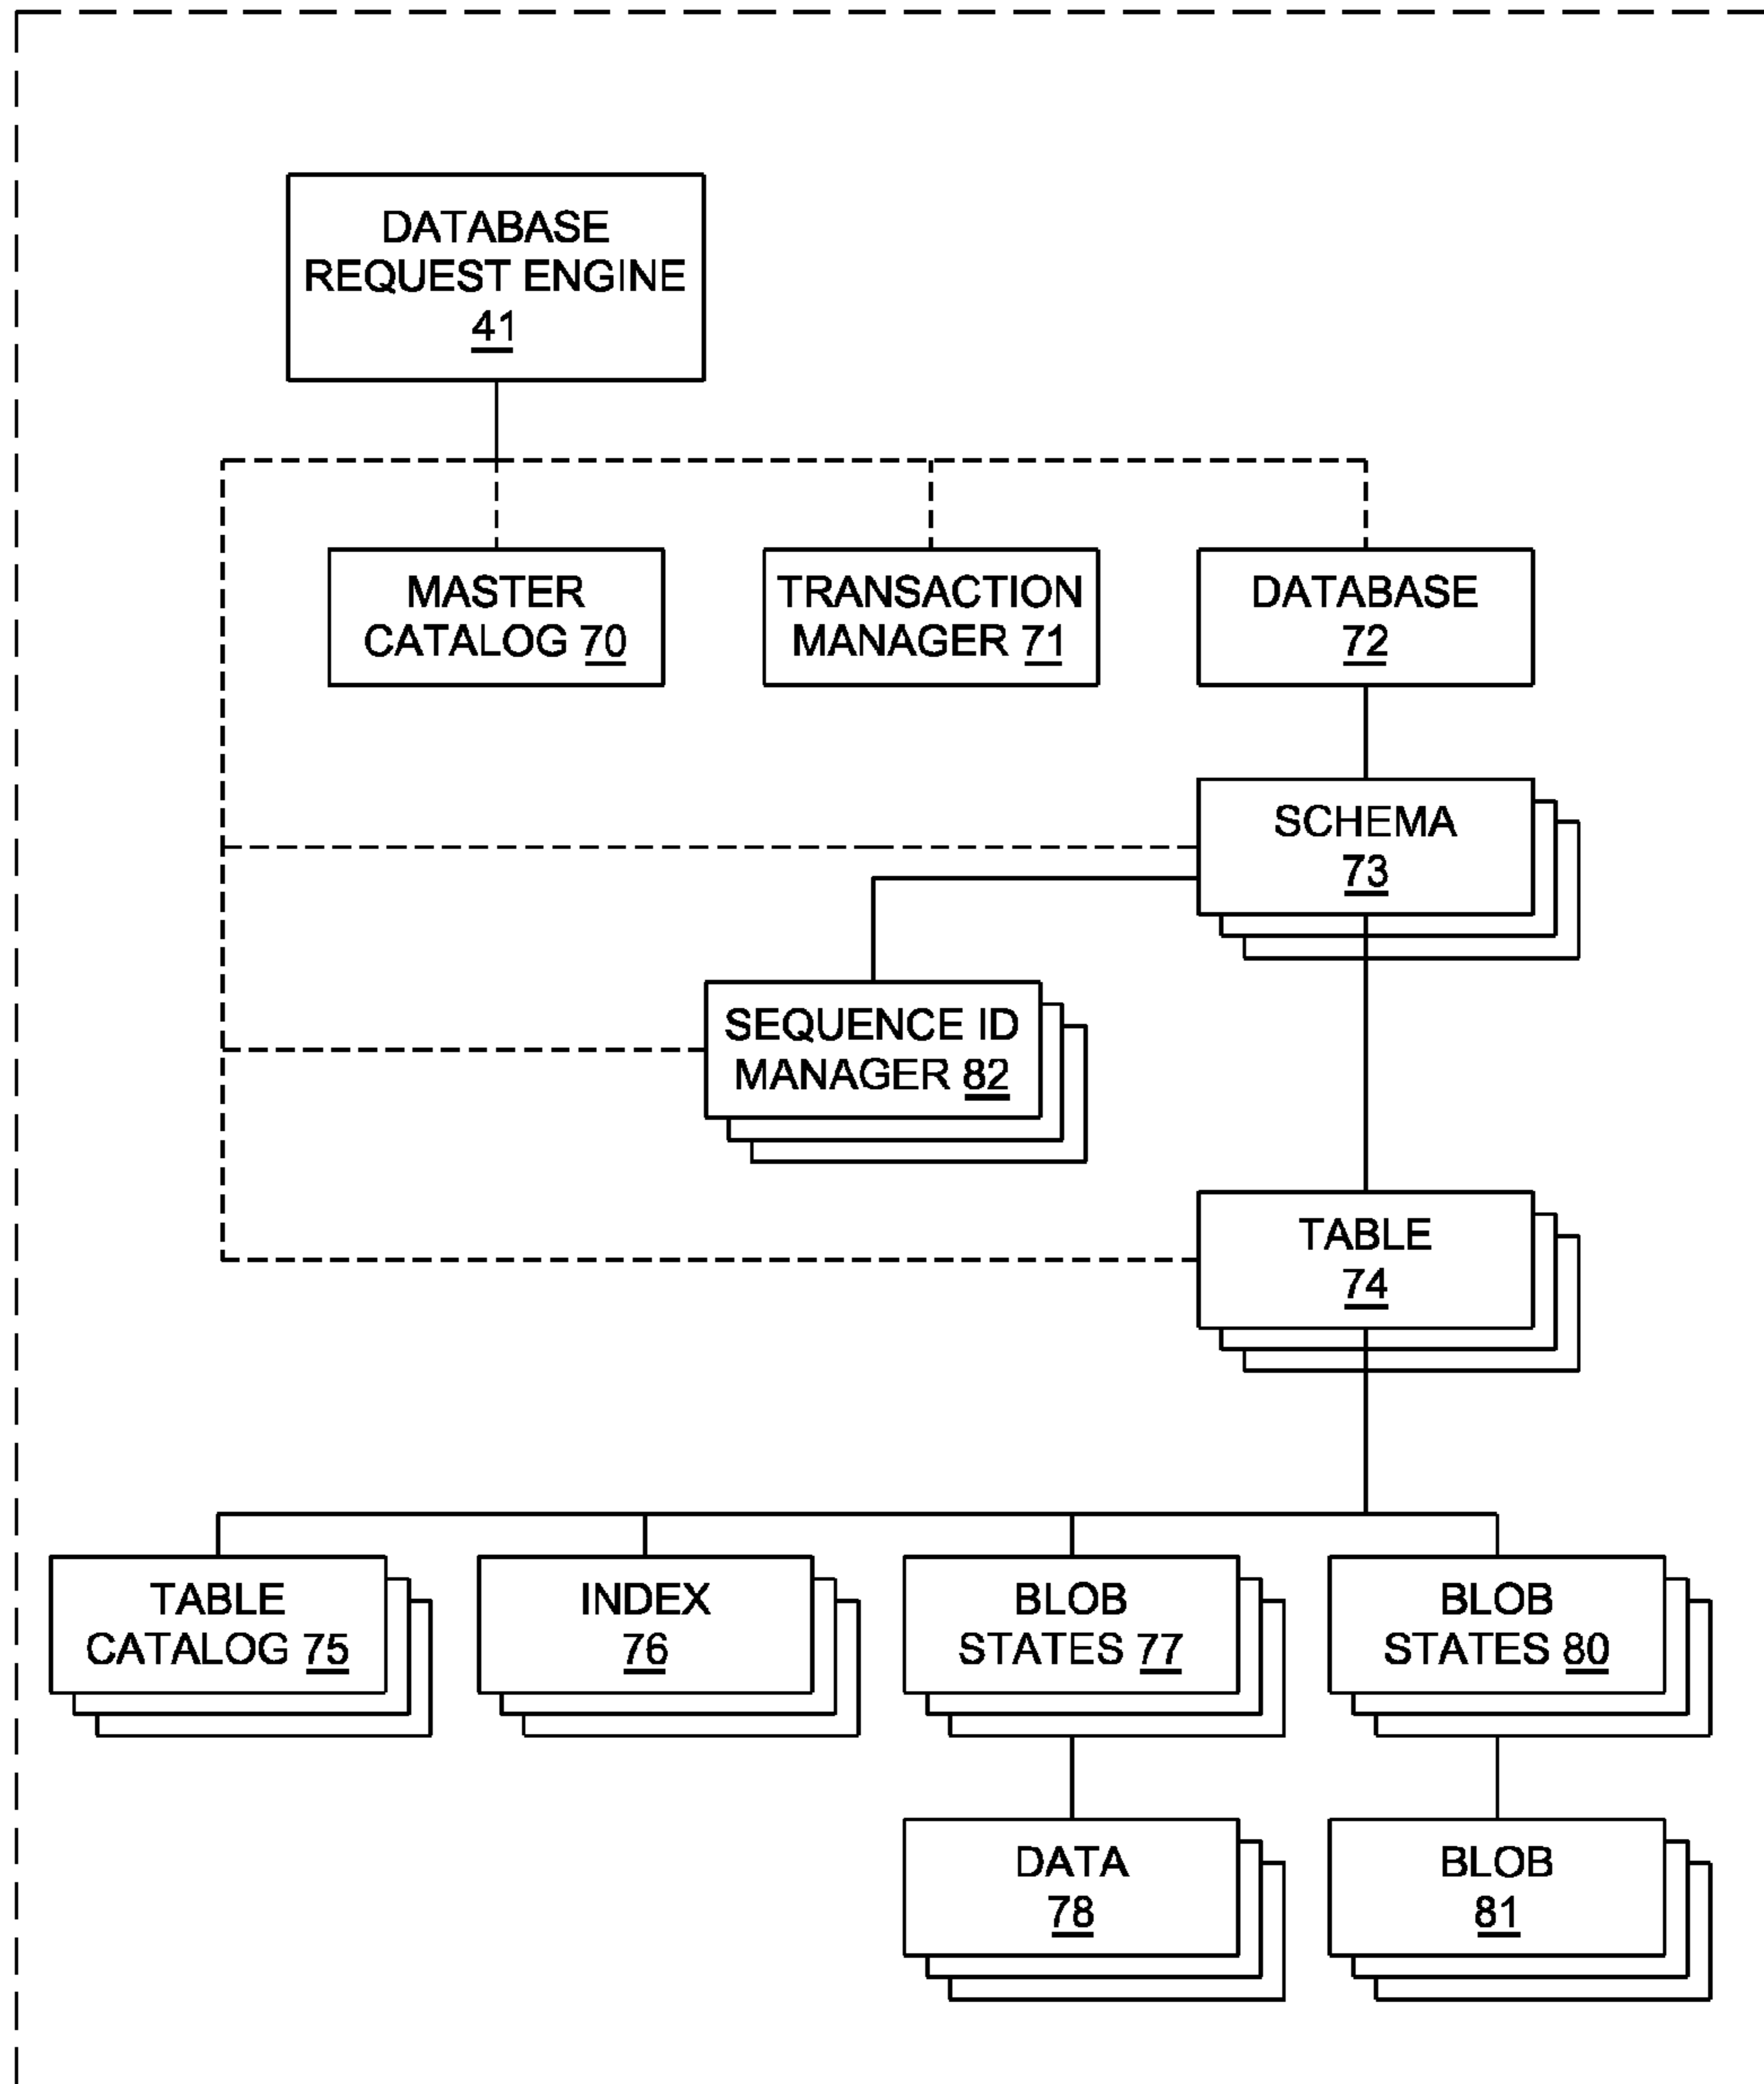 DATABASE
REQUEST ENGINE
41
MASTER
CATALOG 70
TRANSACTION
MANAGER 71
DATABASE
72
SCHEMA
73
SEQUENCE ID
MANAGER 82
TABLE
74
TABLE
CATALOG 75
INDEX
76
BLOB
STATES 77
BLOB
STATES 80
DATA
78
BLOB
81